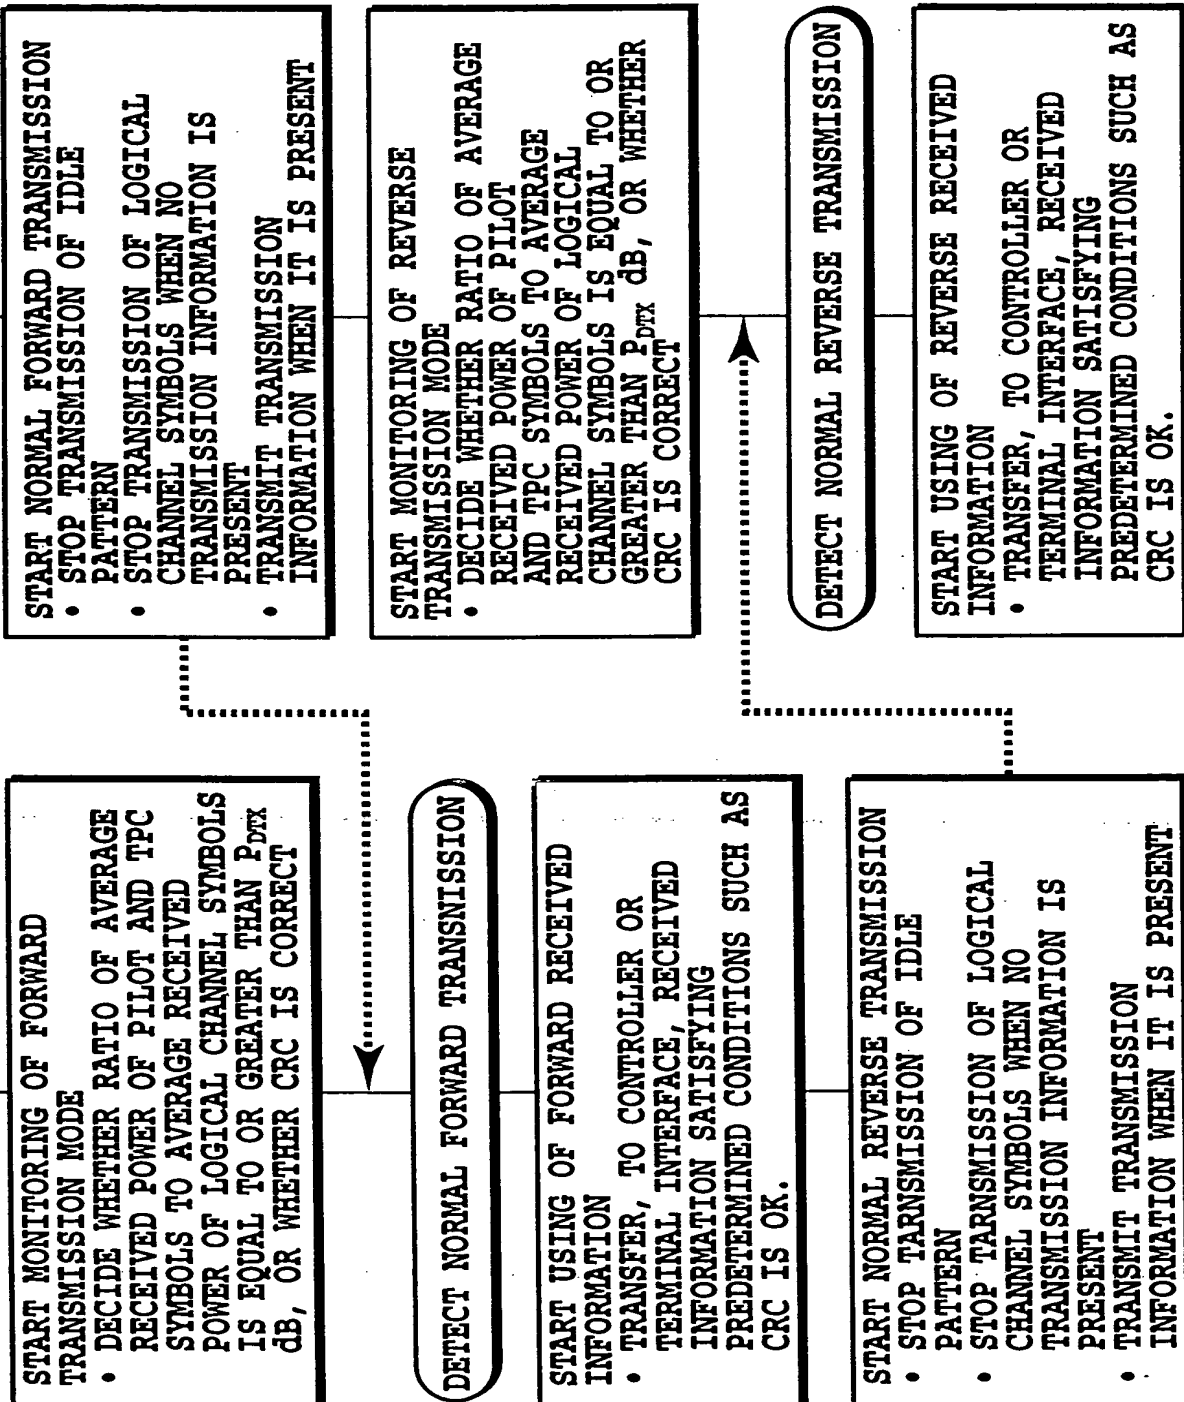 START MONITORING OF FORWARD
TRANSMISSION MODE
• DECIDE WHETHER RATIO OF AVERAGE
RECEIVED POWER OF PILOT AND TPC
SYMBOLS TO AVERAGE RECEIVED
POWER OF LOGICAL CHANNEL SYMBOLS
IS EQUAL TO OR GREATER THAN PDTX
dB, OR WHETHER CRC IS CORRECT
DETECT NORMAL FORWARD TRANSNISSION
START USING OF FORWARD RECEIVED
INFORMATION
• TRANSFER, TO CONTROLLER OR
TERMINAL INTERFACE, RECEIVED
INFORMATION SATISFYING
PREDETERMINED CONDITIONS SUCH AS
CRC IS OK.
START NORMAL REVERSE TRANSMISSION
• STOP TARNSMISSION OF IDLE
PATTERN
• STOP TARNSMISSION OF LOGICAL
CHANNEL SYMBOLS WHEN NO
TRANSMISSION INFORMATION IS
PRESENT
• TRANSMIT TRANSMISSION
INFORMATION WHEN IT IS PRESENT
START NORMAL FORWARD TRANSMISSION
• STOP TRANSMISSION OF IDLE
PATTERN
• STOP TRANSMISSION OF LOGICAL
CHANNEL SYMBOLS WHEN NO
TRANSMISSION INFORMATION IS
PRESENT
• TRANSMIT TRANSMISSION
INFORMATION WHEN IT IS PRESENT
START MONITORING OF REVERSE
TRANSMISSION MODE
• DECIDE WHETHER RATIO OF AVERAGE
RECEIVED POWER OF PILOT
AND TPC SYMBOLS TO AVERAGE
RECEIVED POWER OF LOGICAL
CHANNEL SYMBOLS IS EQUAL TO OR
GREATER THAN PDTX dB, OR WHETHER
CRC IS CORRECT
DETECT NORMAL REVERSE TRANSMISSION
START USING OF REVERSE RECEIVED
INFORMATION
• TRANSFER, TO CONTROLLER OR
TERMINAL INTERFACE, RECEIVED
INFORMATION SATISFYING
PREDETERMINED CONDITIONS SUCH AS
CRC IS OK.